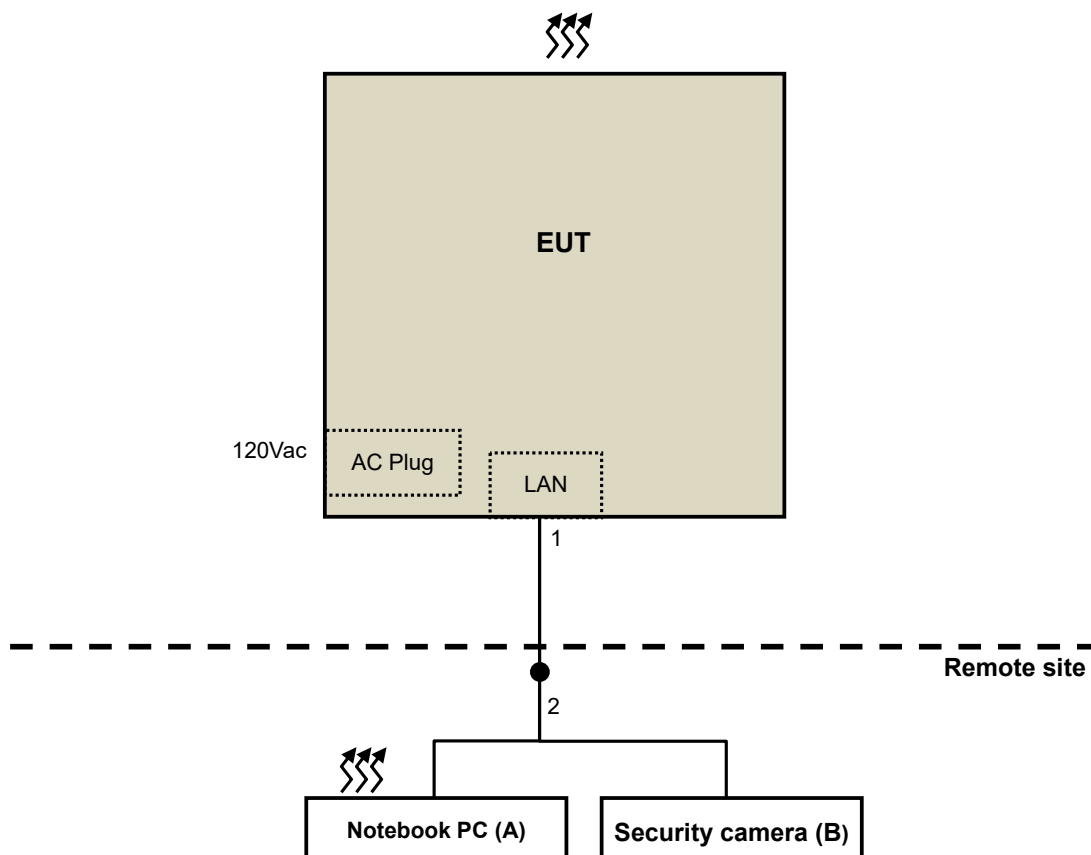 EUT
120Vac
AC Plug
LAN
1
Remote site
2
Notebook PC (A)
Security camera (B)